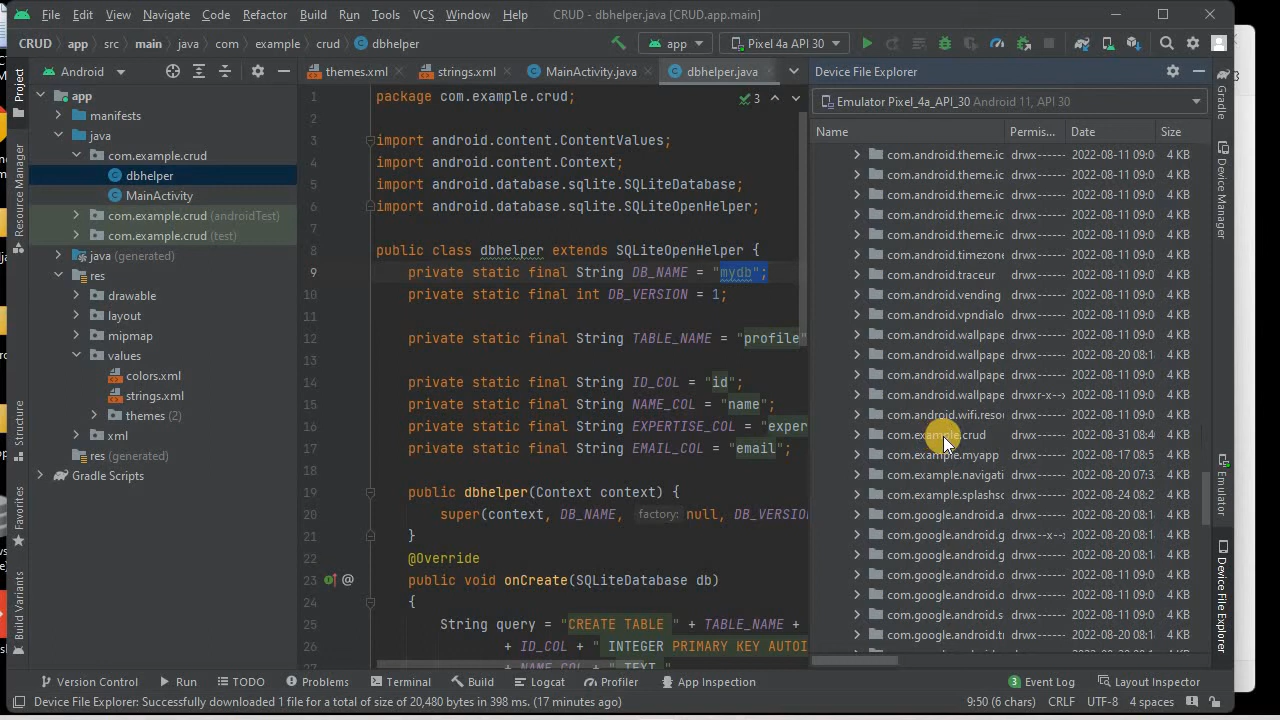 File Edit View Navigate Code Refactor Build Run Tools VCS Window Help CRUD - dbhelper.java [CRUD.app.main]
CRUD app src main java com example crud dbhelper app Pixel 4a API 30
Android themes.xml strings.xml MainActivity.java dbhelper.java Device File Explorer
Project
Resource Manager
Structure
Favorites
Build Variants
app
manifests
java
com.example.crud
dbhelper
MainActivity
com.example.crud (androidTest)
com.example.crud (test)
java (generated)
res
drawable
layout
mipmap
values
colors.xml
strings.xml
themes (2)
xml
res (generated)
Gradle Scripts
3
1 package com.example.crud;
2
3 import android.content.ContentValues;
4 import android.content.Context;
5 import android.database.sqlite.SQLiteDatabase;
6 import android.database.sqlite.SQLiteOpenHelper;
7
8 public class dbhelper extends SQLiteOpenHelper {
9 private static final String DB_NAME = "mydb";
10 private static final int DB_VERSION = 1;
11
12 private static final String TABLE_NAME = "profile"
13
14 private static final String ID_COL = "id";
15 private static final String NAME_COL = "name";
16 private static final String EXPERTISE_COL = "exper
17 private static final String EMAIL_COL = "email";
18
19 public dbhelper(Context context) {
20 super(context, DB_NAME, factory: null, DB_VERSION
21 }
22 @Override
23 public void onCreate(SQLiteDatabase db)
24 {
25 String query = "CREATE TABLE " + TABLE_NAME +
26 + ID_COL + " INTEGER PRIMARY KEY AUTOI
27 + NAME_COL + " TEXT,"
Emulator Pixel_4a_API_30 Android 11, API 30
Name Permis... Date Size
com.android.theme.ic drwx------ 2022-08-11 09:0 4 KB
com.android.theme.ic drwx------ 2022-08-11 09:0 4 KB
com.android.theme.ic drwx------ 2022-08-11 09:0 4 KB
com.android.theme.ic drwx------ 2022-08-11 09:0 4 KB
com.android.theme.ic drwx------ 2022-08-11 09:0 4 KB
com.android.timezone drwx------ 2022-08-11 09:0 4 KB
com.android.traceur drwx------ 2022-08-11 09:0 4 KB
com.android.vending drwx------ 2022-08-11 09:0 4 KB
com.android.vpndialo drwx------ 2022-08-11 09:0 4 KB
com.android.wallpape drwx------ 2022-08-11 09:0 4 KB
com.android.wallpape drwx------ 2022-08-20 08:1 4 KB
com.android.wallpape drwx------ 2022-08-11 09:0 4 KB
com.android.wallpape drwxr-x--x 2022-08-11 09:0 4 KB
com.android.wifi.resou drwx------ 2022-08-11 09:0 4 KB
com.example.crud drwx------ 2022-08-31 08:4 4 KB
com.example.myapp drwx------ 2022-08-17 08:5 4 KB
com.example.navigati drwx------ 2022-08-20 07:3 4 KB
com.example.splashsc drwx------ 2022-08-24 08:2 4 KB
com.google.android.a drwx------ 2022-08-20 08:1 4 KB
com.google.android.g drwx--x--x 2022-08-20 08:1 4 KB
com.google.android.g drwx------ 2022-08-20 08:1 4 KB
com.google.android.o drwx------ 2022-08-11 09:0 4 KB
com.google.android.o drwx------ 2022-08-11 09:0 4 KB
com.google.android.s drwx------ 2022-08-11 09:0 4 KB
com.google.android.tr drwx------ 2022-08-20 08:1 4 KB
Gradle
Device Manager
Emulator
Device File Explorer
Version Control Run TODO Problems Terminal Build Logcat Profiler App Inspection 3 Event Log Layout Inspector
Device File Explorer: Successfully downloaded 1 file for a total of size of 20,480 bytes in 398 ms. (17 minutes ago) 9:50 (6 chars) CRLF UTF-8 4 spaces